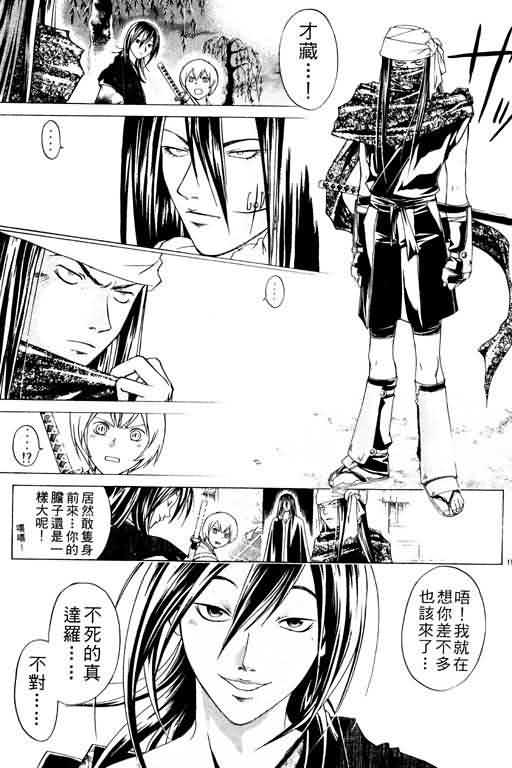 才藏…！
……
……
……
……!?
居然敢隻身
前來…你的
膽子還是一
樣大呢！
嘿嘿！
唔！我就在
想你差不多
也該來了…
不死的真
達羅……
不對……